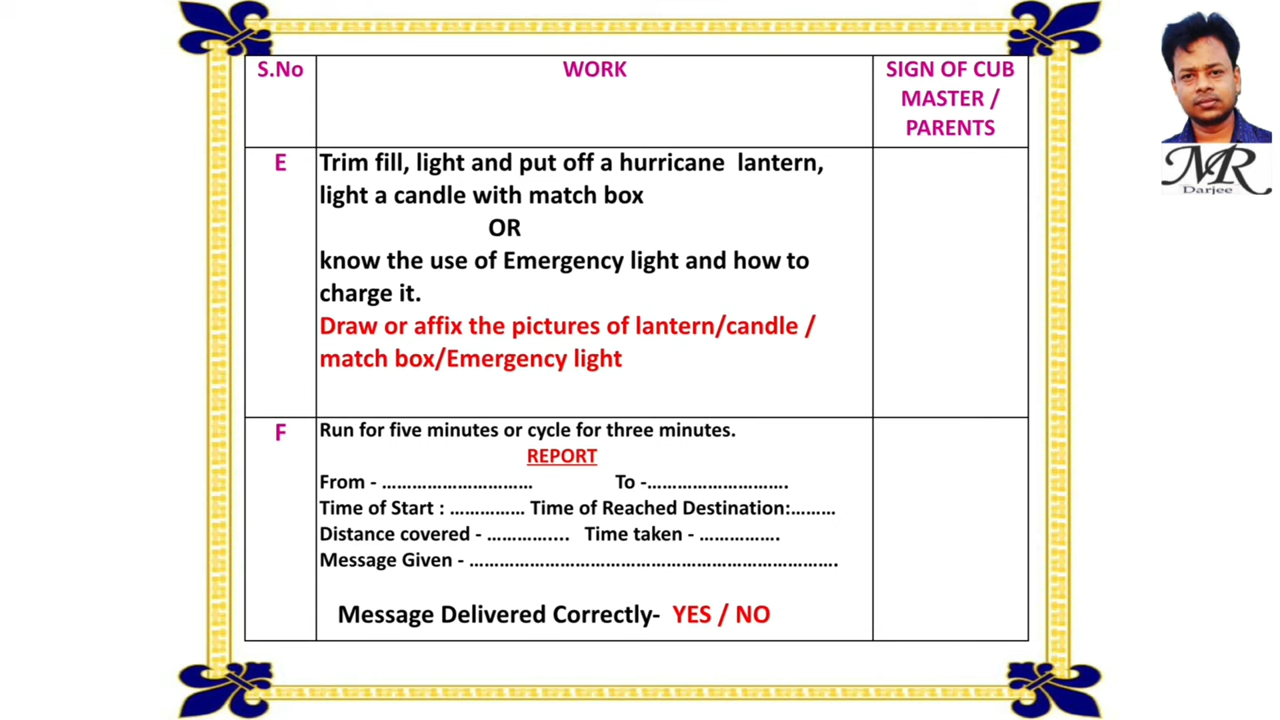 S.No WORK SIGN OF CUB
MASTER /
PARENTS
E Trim fill, light and put off a hurricane lantern,
light a candle with match box
OR
know the use of Emergency light and how to
charge it.
Draw or affix the pictures of lantern/candle /
match box/Emergency light
F Run for five minutes or cycle for three minutes.
REPORT
From - ………………………… To -……………………….
Time of Start : …………… Time of Reached Destination:………
Distance covered - ………….... Time taken - …………….
Message Given - ……………………………………………………………….
Message Delivered Correctly- YES / NO
MR
Darjee